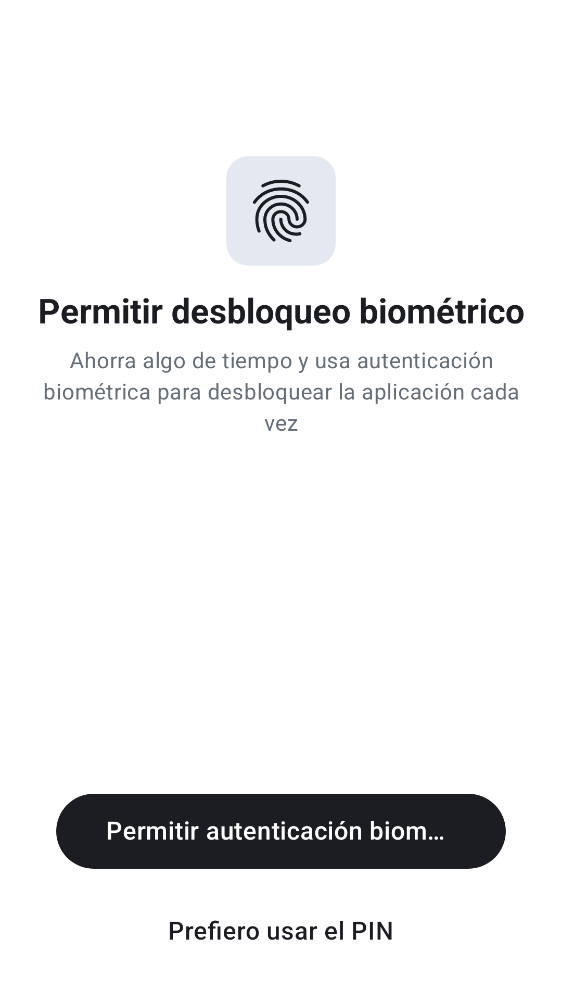 Permitir desbloqueo biométrico
Ahorra algo de tiempo y usa autenticación
biométrica para desbloquear la aplicación cada
vez
Permitir autenticación biom…
Prefiero usar el PIN